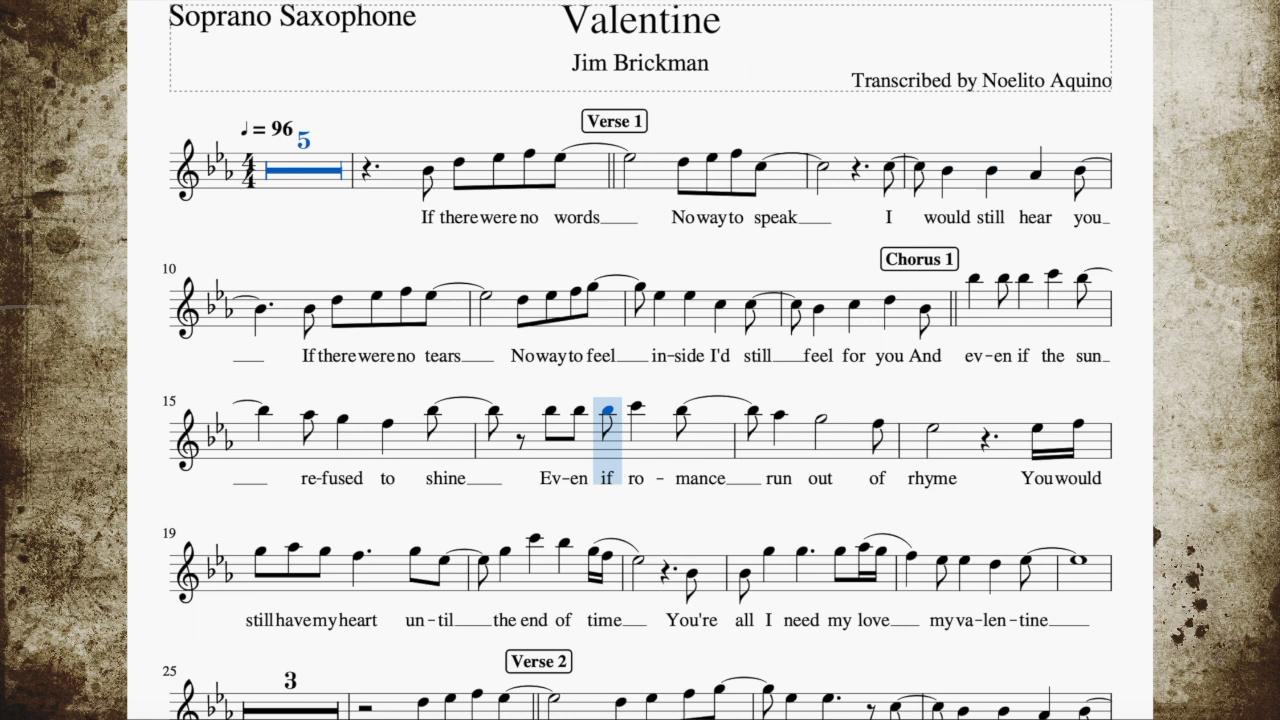 Soprano Saxophone
Valentine
Jim Brickman
Transcribed by Noelito Aquino
♩ = 96
5
Verse 1
4
4
If there were no words No way to speak I would still hear you
10
Chorus 1
If there were no tears No way to feel in-side I'd still feel for you And ev-en if the sun
15
re-fused to shine Ev-en if ro - mance run out of rhyme You would
19
still have my heart un-til the end of time You're all I need my love my va-len-tine
25
3
Verse 2